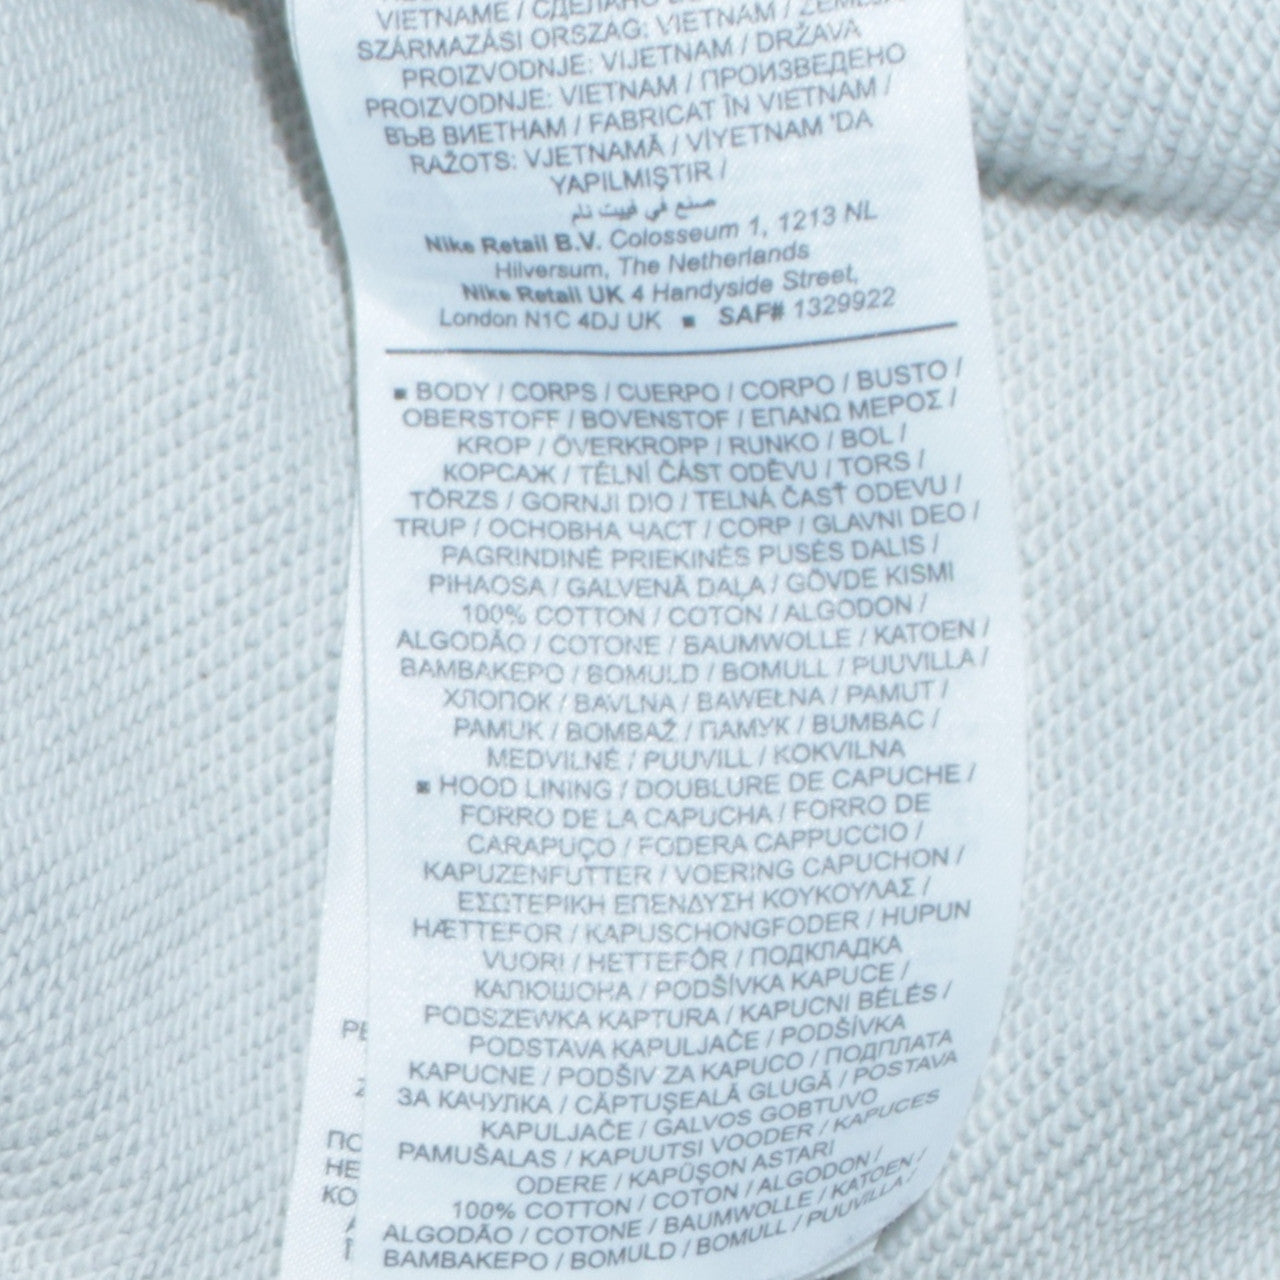 VIETNAME / СДЕЛАНО
SZÁRMAZÁSI ORSZAG: VIETNAM /
PROIZVODNJE: VIJETNAM / DRŽAVA
PROIZVODNJE: VIETNAM / ПРОИЗВЕДЕНО
ВЪВ ВИЕТНАМ / FABRICAT ÎN VIETNAM /
RAŽOTS: VJETNAMĀ / VİYETNAM 'DA
YAPILMIŞTIR /
صنع في فييت نام
Nike Retail B.V. Colosseum 1, 1213 NL
Hilversum, The Netherlands
Nike Retail UK 4 Handyside Street,
London N1C 4DJ UK ■ SAF# 1329922
■ BODY / CORPS / CUERPO / CORPO / BUSTO /
OBERSTOFF / BOVENSTOF / ΕΠΑΝΩ ΜΕΡΟΣ /
KROP / ÖVERKROPP / RUNKO / BOL /
КОРСАЖ / TĚLNÍ ČÁST ODĚVU / TORS /
TÖRZS / GORNJI DIO / TELNÁ ČASŤ ODEVU /
TRUP / ОСНОВНА ЧАСТ / CORP / GLAVNI DEO /
PAGRINDINĖ PRIEKINĖS PUSĖS DALIS /
PIHAOSA / GALVENĀ DAĻA / GÖVDE KISMI
100% COTTON / COTON / ALGODON /
ALGODÃO / COTONE / BAUMWOLLE / KATOEN /
ΒΑΜΒΑΚΕΡΟ / BOMULD / BOMULL / PUUVILLA /
ХЛОПОК / BAVLNA / BAWEŁNA / PAMUT /
PAMUK / BOMBAŽ / ПАМУК / BUMBAC /
MEDVILNĖ / PUUVILL / KOKVILNA
■ HOOD LINING / DOUBLURE DE CAPUCHE /
FORRO DE LA CAPUCHA / FORRO DE
CARAPUÇO / FODERA CAPPUCCIO /
KAPUZENFUTTER / VOERING CAPUCHON /
ΕΣΩΤΕΡΙΚΗ ΕΠΕΝΔΥΣΗ ΚΟΥΚΟΥΛΑΣ /
HÆTTEFOR / KAPUSCHONGFODER / HUPUN
VUORI / HETTEFÔR / ПОДКЛАДКА
КАПЮШОНА / PODŠÍVKA KAPUCE /
PODSZEWKA KAPTURA / KAPUCNI BÉLÉS /
PODSTAVA KAPULJAČE / PODŠÍVKA
KAPUCNE / PODŠIV ZA KAPUCO / ПОДПЛАТА
ЗА КАЧУЛКА / CĂPTUŞEALĂ GLUGĂ / POSTAVA
KAPULJAČE / GALVOS GOBTUVO
PAMUŠALAS / KAPUUTSI VOODER / KAPUCES
ODERE / KAPÜŞON ASTARI
100% COTTON / COTON / ALGODON /
ALGODÃO / COTONE / BAUMWOLLE / KATOEN /
ΒΑΜΒΑΚΕΡΟ / BOMULD / BOMULL / PUUVILLA /